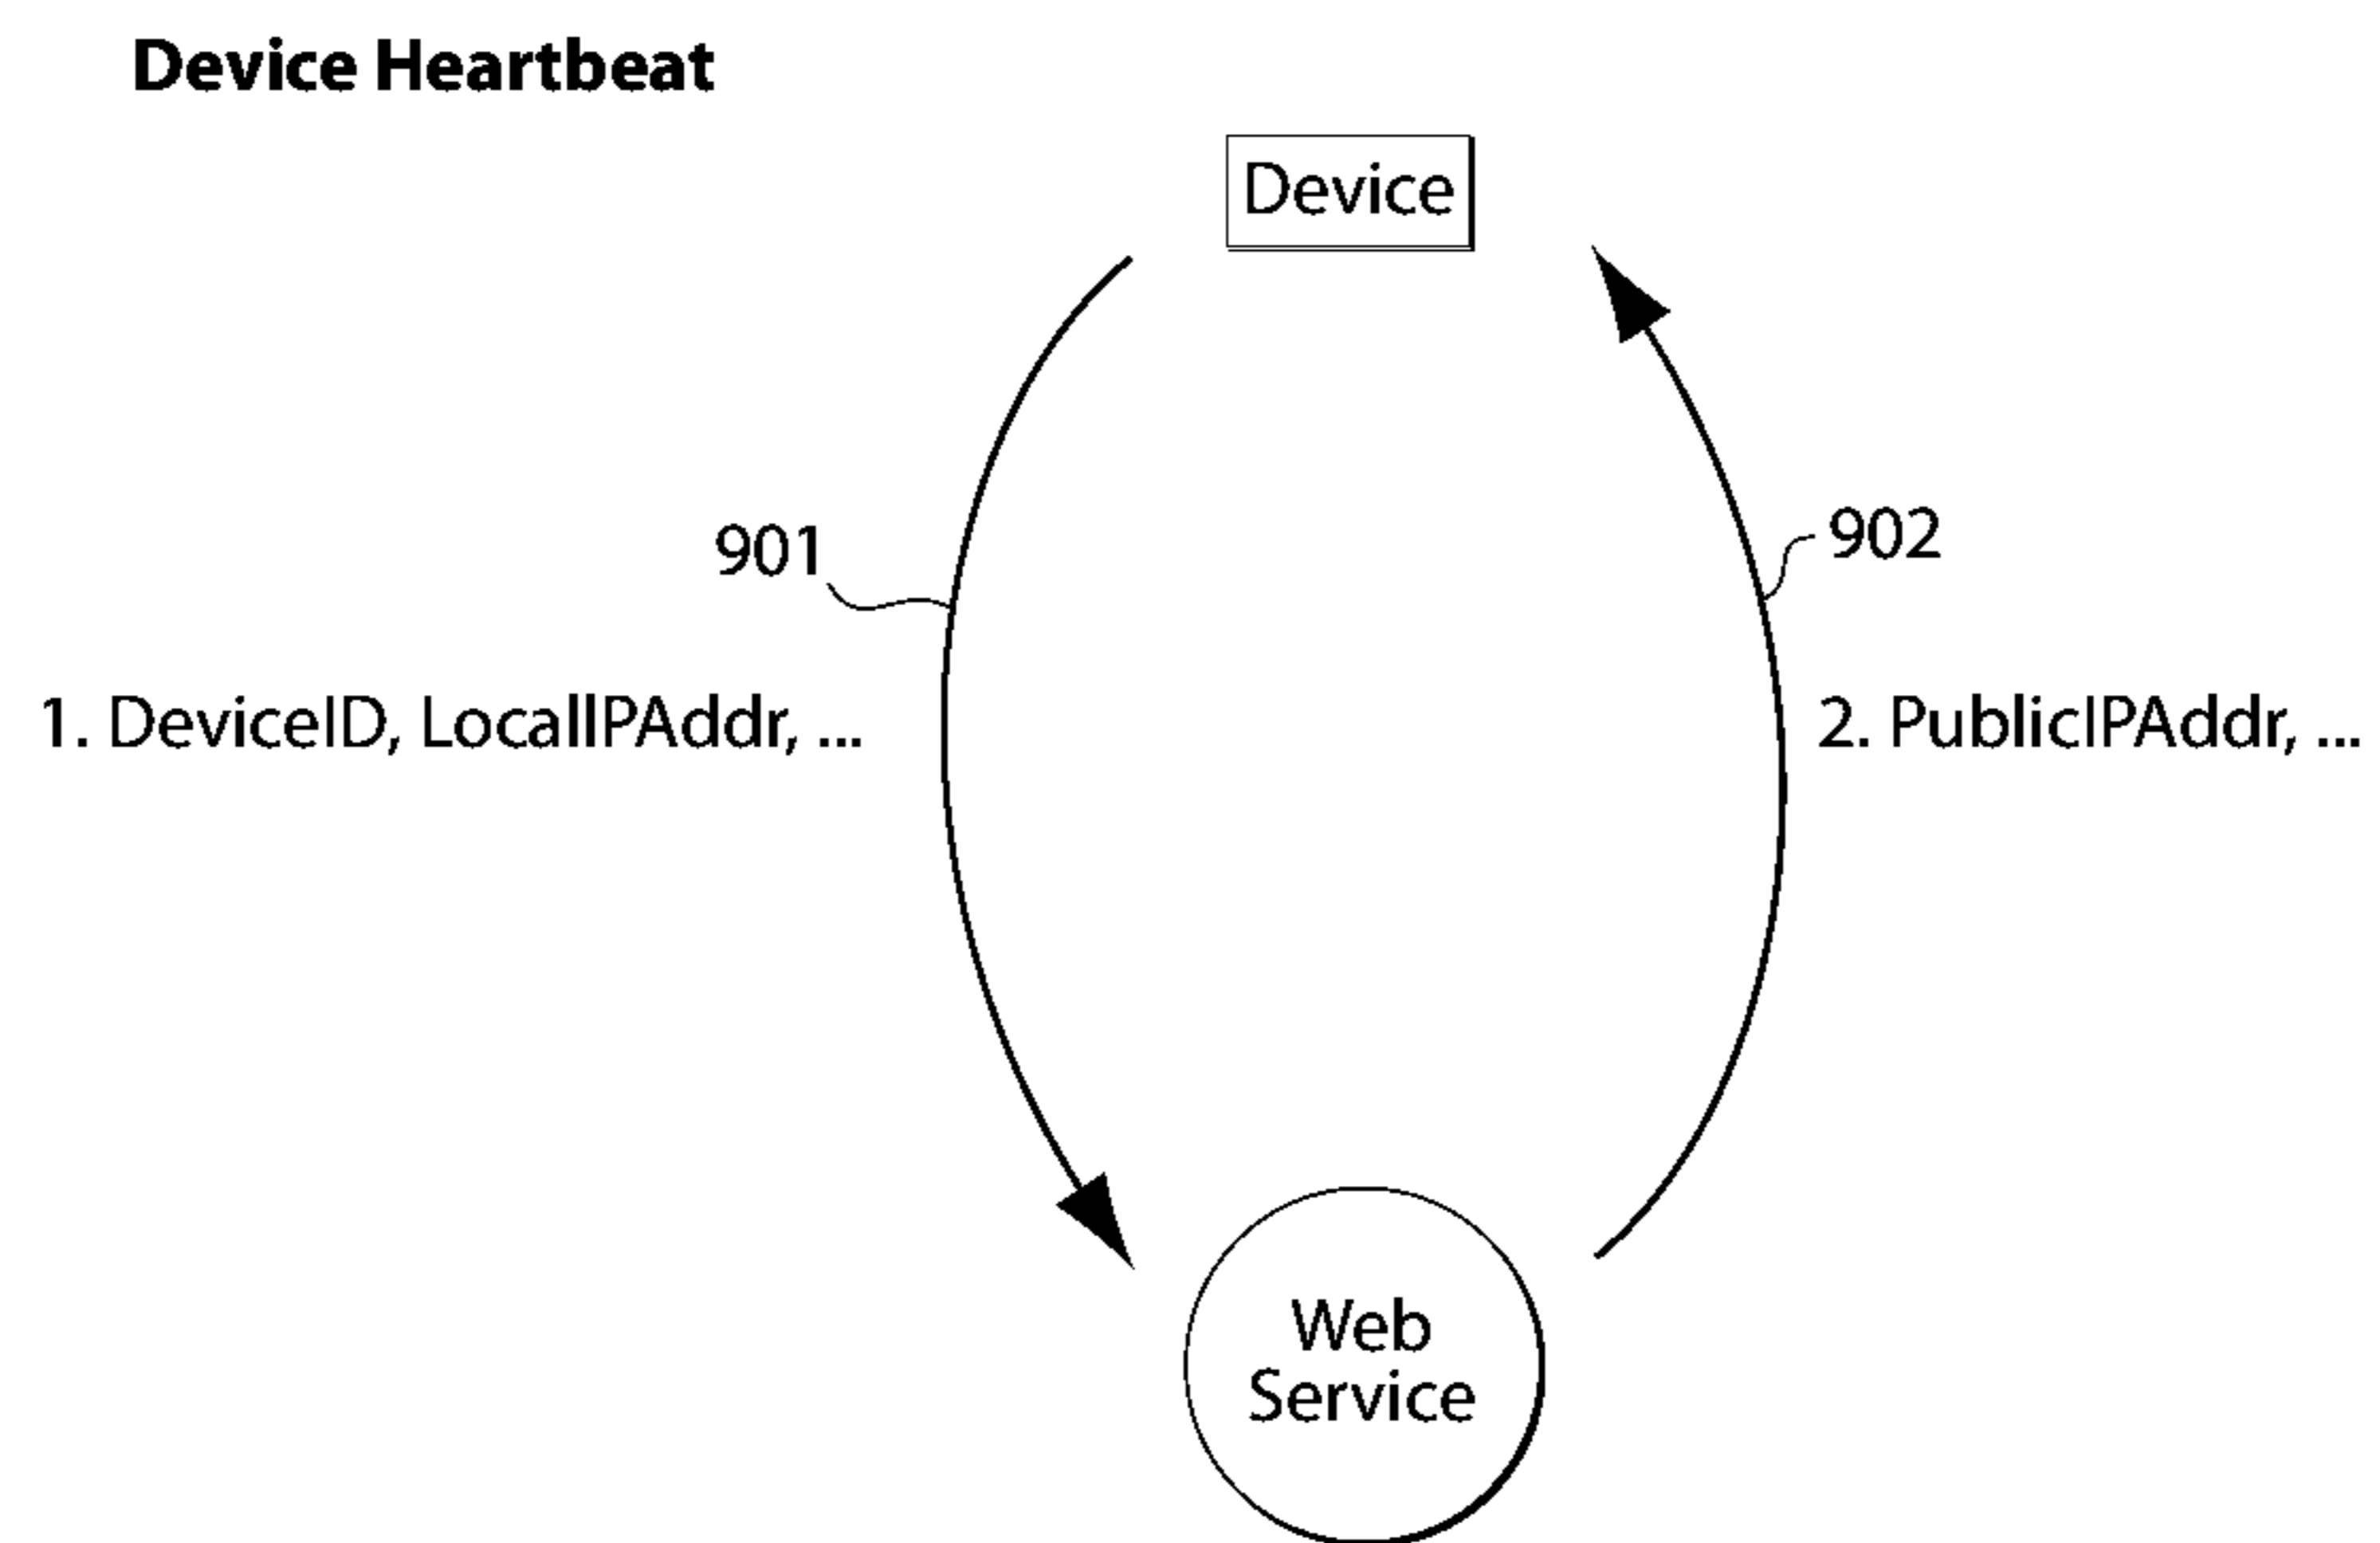 Device Heartbeat
Device
901
902
1. DeviceID, LocalIPAddr, ...
2. PublicIPAddr, ...
Web
Service